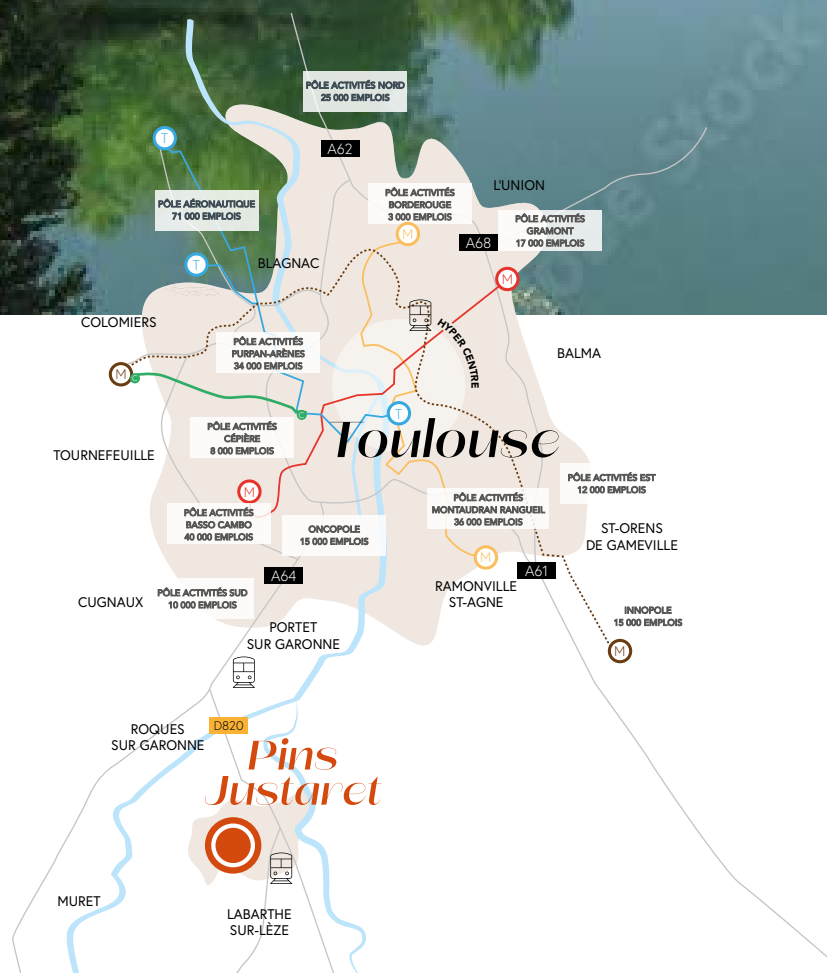 PÔLE ACTIVITÉS NORD
25 000 EMPLOIS
A62
T
PÔLE ACTIVITÉS
BORDEROUGE
3 000 EMPLOIS
M
L'UNION
PÔLE AÉRONAUTIQUE
71 000 EMPLOIS
PÔLE ACTIVITÉS
GRAMONT
17 000 EMPLOIS
A68
M
T
BLAGNAC
COLOMIERS
HYPER CENTRE
PÔLE ACTIVITÉS
PURPAN-ARÈNES
34 000 EMPLOIS
BALMA
M
C
C
T
Toulouse
PÔLE ACTIVITÉS
CÉPIÈRE
8 000 EMPLOIS
TOURNEFEUILLE
M
PÔLE ACTIVITÉS EST
12 000 EMPLOIS
PÔLE ACTIVITÉS
BASSO CAMBO
40 000 EMPLOIS
ONCOPOLE
15 000 EMPLOIS
PÔLE ACTIVITÉS
MONTAUDRAN RANGUEIL
36 000 EMPLOIS
ST-ORENS
DE GAMEVILLE
M
A64
A61
CUGNAUX
PÔLE ACTIVITÉS SUD
10 000 EMPLOIS
RAMONVILLE
ST-AGNE
INNOPOLE
15 000 EMPLOIS
M
PORTET
SUR GARONNE
ROQUES
SUR GARONNE
D820
Pins
Justaret
MURET
LABARTHE
SUR-LÈZE
Stock